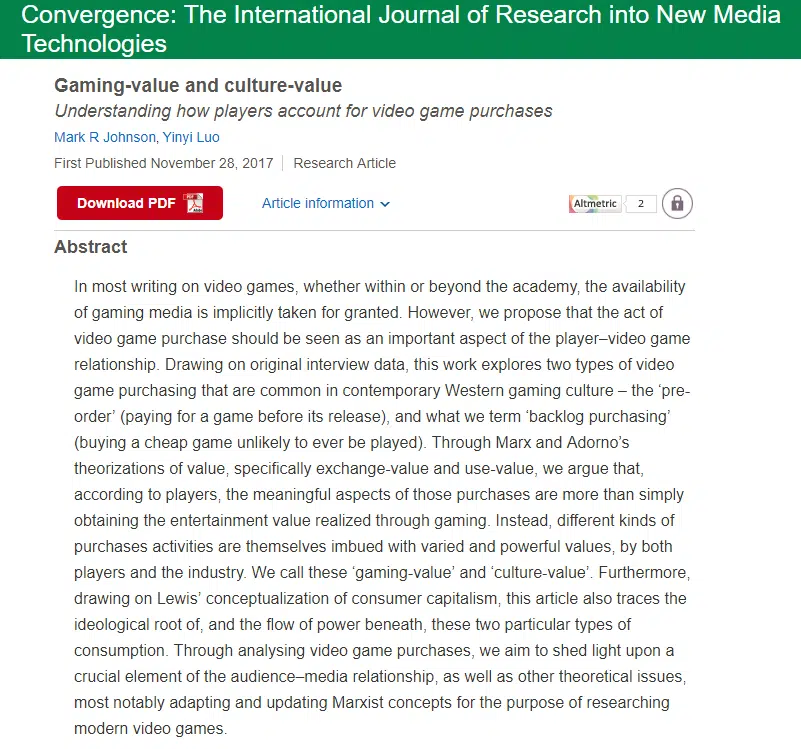 Convergence: The International Journal of Research into New Media
Technologies
Gaming-value and culture-value
Understanding how players account for video game purchases
Mark R Johnson, Yinyi Luo
First Published November 28, 2017 | Research Article
Download PDF Article information Altmetric 2
Abstract
In most writing on video games, whether within or beyond the academy, the availability
of gaming media is implicitly taken for granted. However, we propose that the act of
video game purchase should be seen as an important aspect of the player–video game
relationship. Drawing on original interview data, this work explores two types of video
game purchasing that are common in contemporary Western gaming culture – the ‘pre-
order’ (paying for a game before its release), and what we term ‘backlog purchasing’
(buying a cheap game unlikely to ever be played). Through Marx and Adorno’s
theorizations of value, specifically exchange-value and use-value, we argue that,
according to players, the meaningful aspects of those purchases are more than simply
obtaining the entertainment value realized through gaming. Instead, different kinds of
purchases activities are themselves imbued with varied and powerful values, by both
players and the industry. We call these ‘gaming-value’ and ‘culture-value’. Furthermore,
drawing on Lewis’ conceptualization of consumer capitalism, this article also traces the
ideological root of, and the flow of power beneath, these two particular types of
consumption. Through analysing video game purchases, we aim to shed light upon a
crucial element of the audience–media relationship, as well as other theoretical issues,
most notably adapting and updating Marxist concepts for the purpose of researching
modern video games.